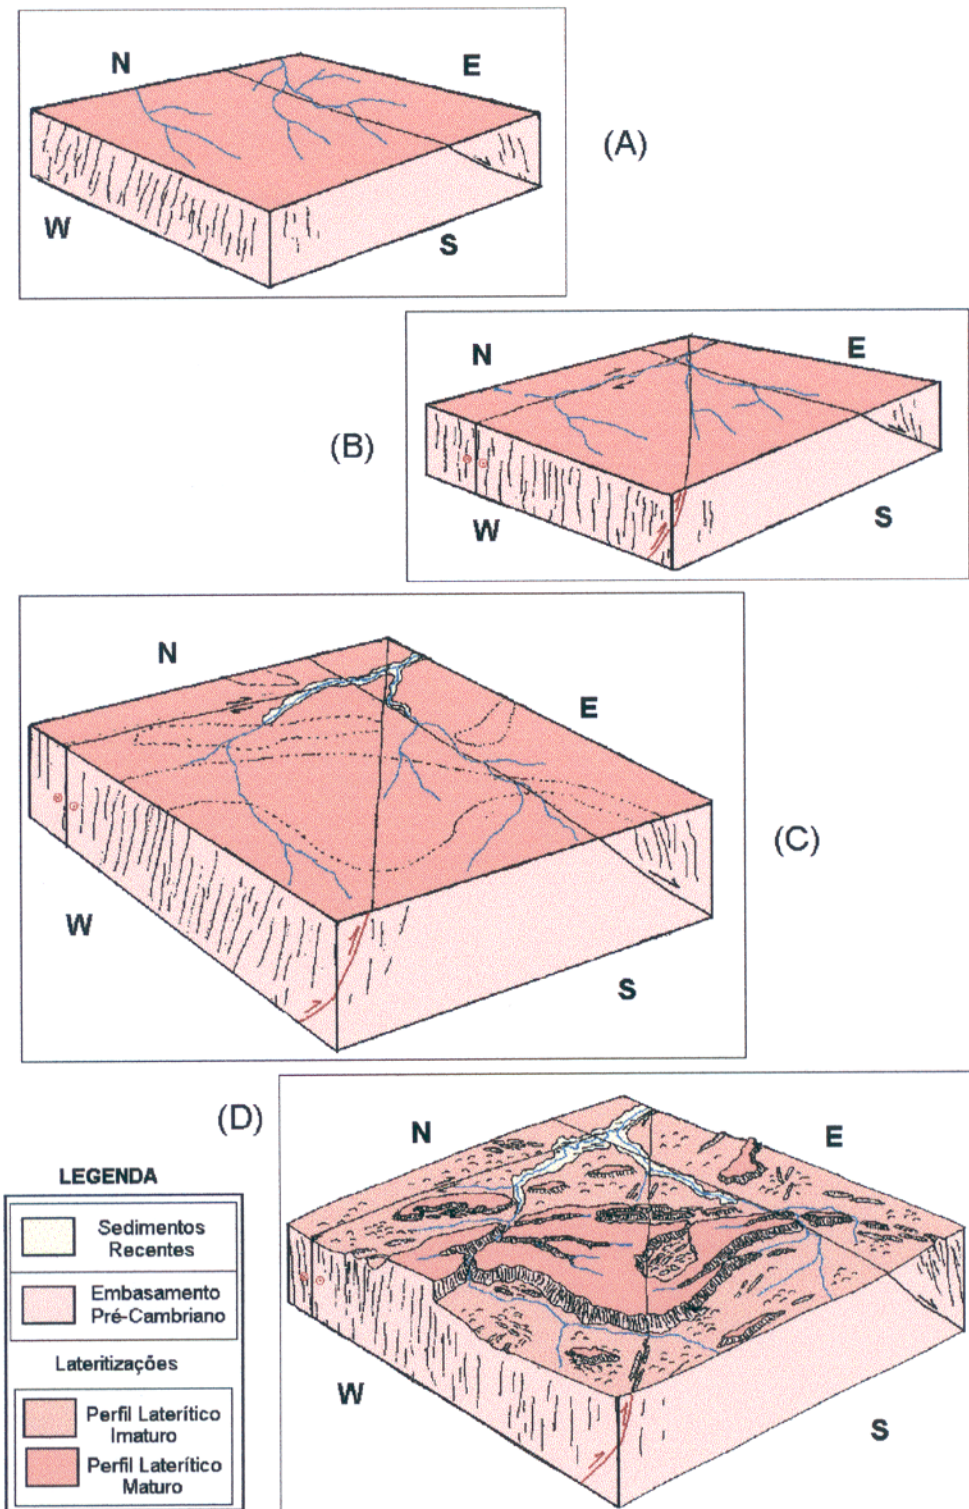 N
E
(A)
W
S
N
E
(B)
W
S
N
E
(C)
W
S
(D)
N
E
LEGENDA
Sedimentos
Recentes
Embasamento
Pré-Cambriano
Lateritizações
Perfil Laterítico
Imaturo
Perfil Laterítico
Maturo
W
S